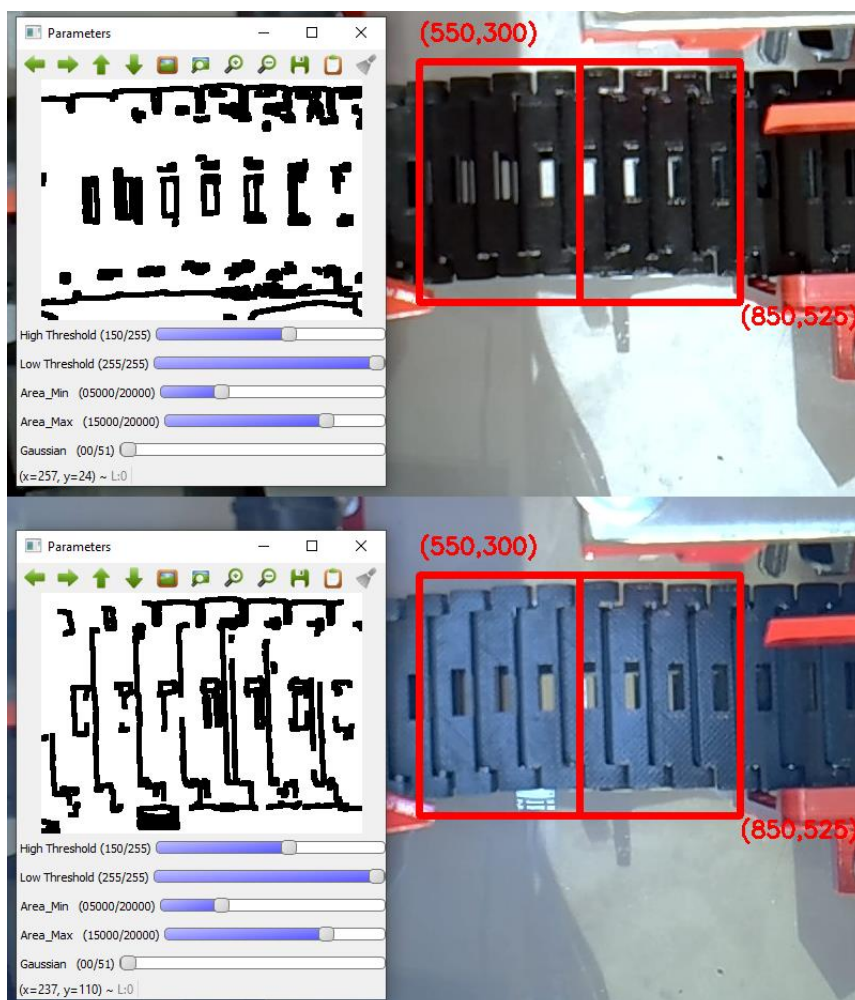 Parameters
(550,300)
High Threshold (150/255)
Low Threshold (255/255)
Area_Min (05000/20000)
Area_Max (15000/20000)
Gaussian (00/51)
(x=257, y=24) ~ L:0
(850,525)
Parameters
(550,300)
High Threshold (150/255)
Low Threshold (255/255)
Area_Min (05000/20000)
Area_Max (15000/20000)
Gaussian (00/51)
(x=237, y=110) ~ L:0
(850,525)